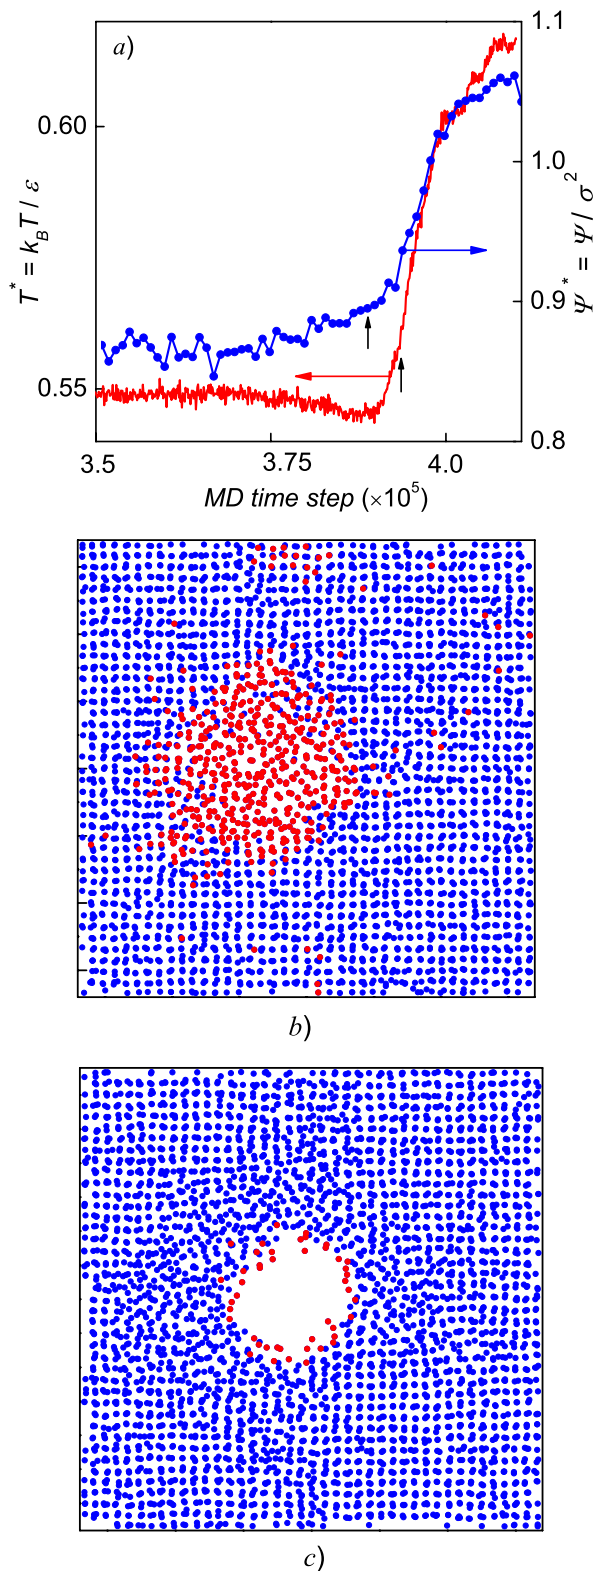 a)
1.1
0.60
1.0
T* = k_B T / ε
Ψ* = Ψ / σ²
0.9
0.55
0.8
3.5 3.75 4.0
MD time step (×10⁵)
b)
c)